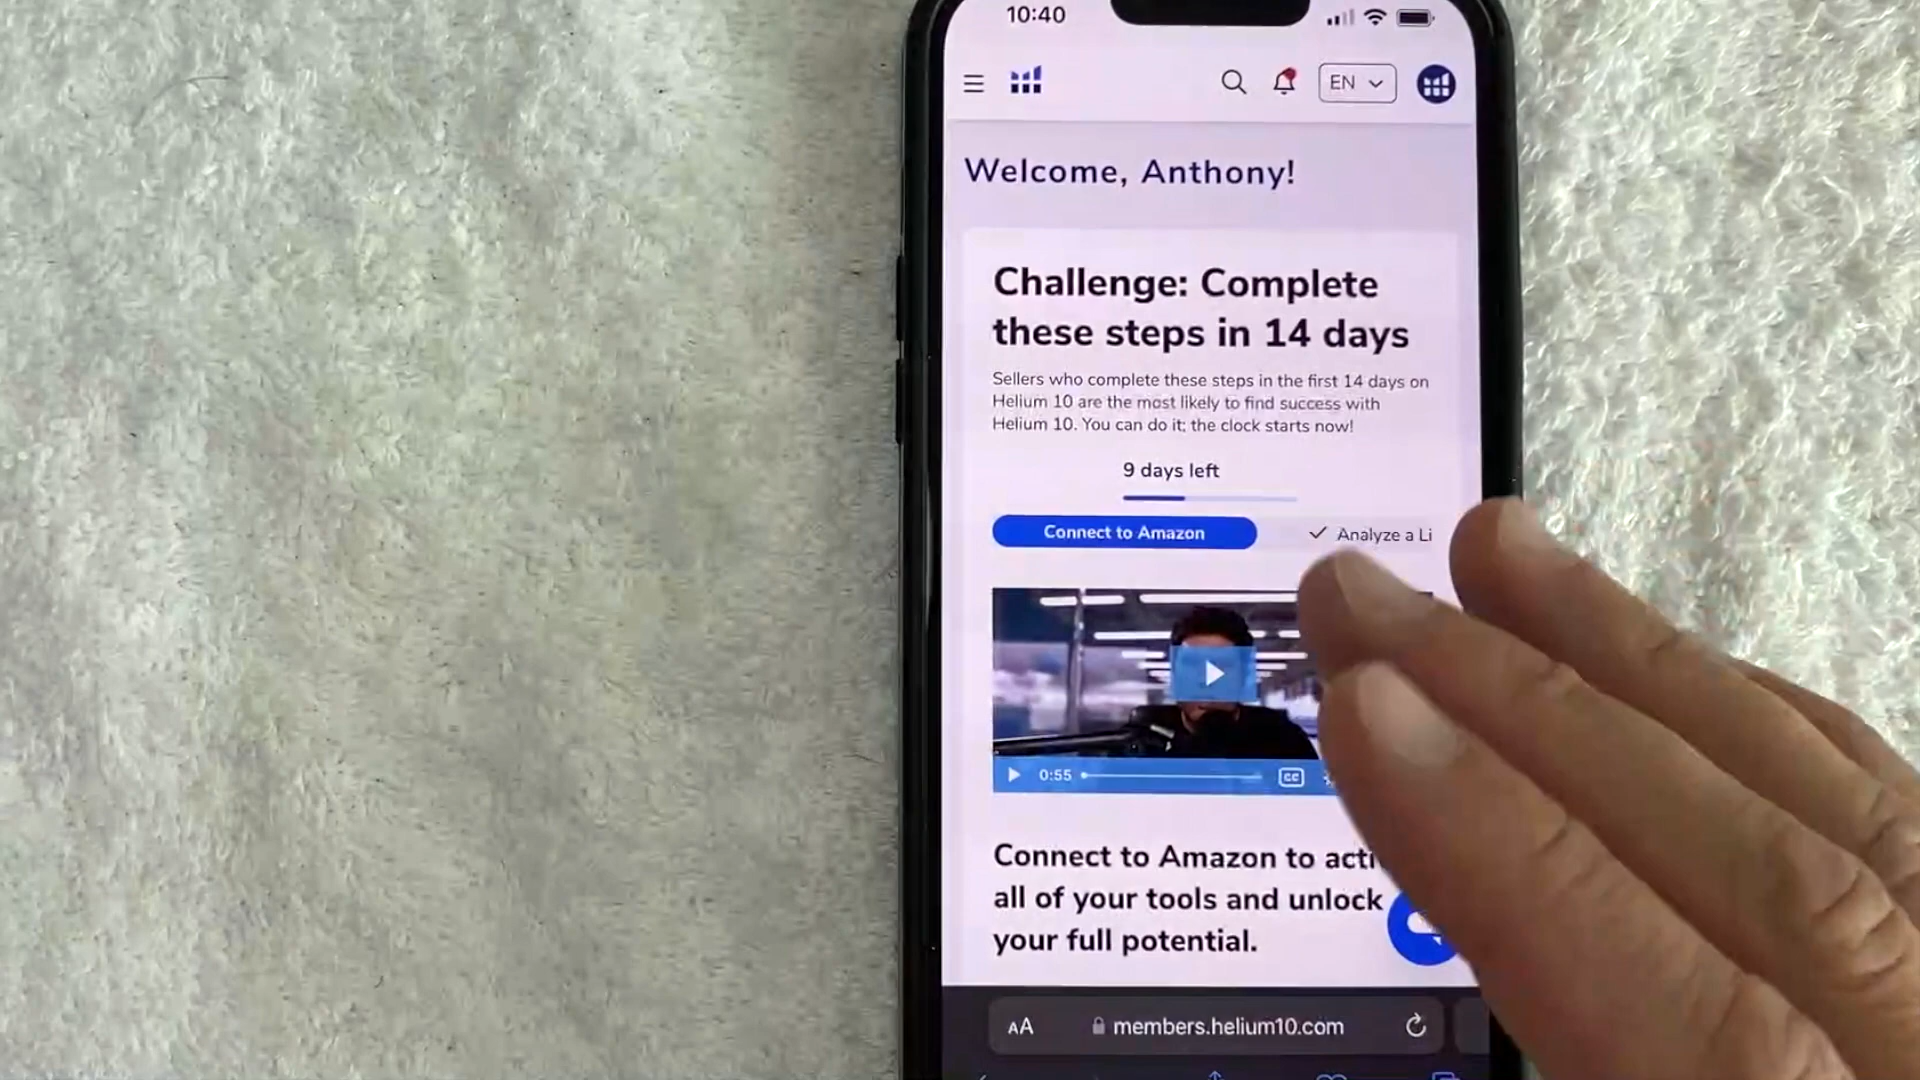 10:40
EN
Welcome, Anthony!
Challenge: Complete
these steps in 14 days
Sellers who complete these steps in the first 14 days on
Helium 10 are the most likely to find success with
Helium 10. You can do it; the clock starts now!
9 days left
Connect to Amazon
Analyze a Li
0:55
CC
Connect to Amazon to acti
all of your tools and unlock
your full potential.
AA members.helium10.com